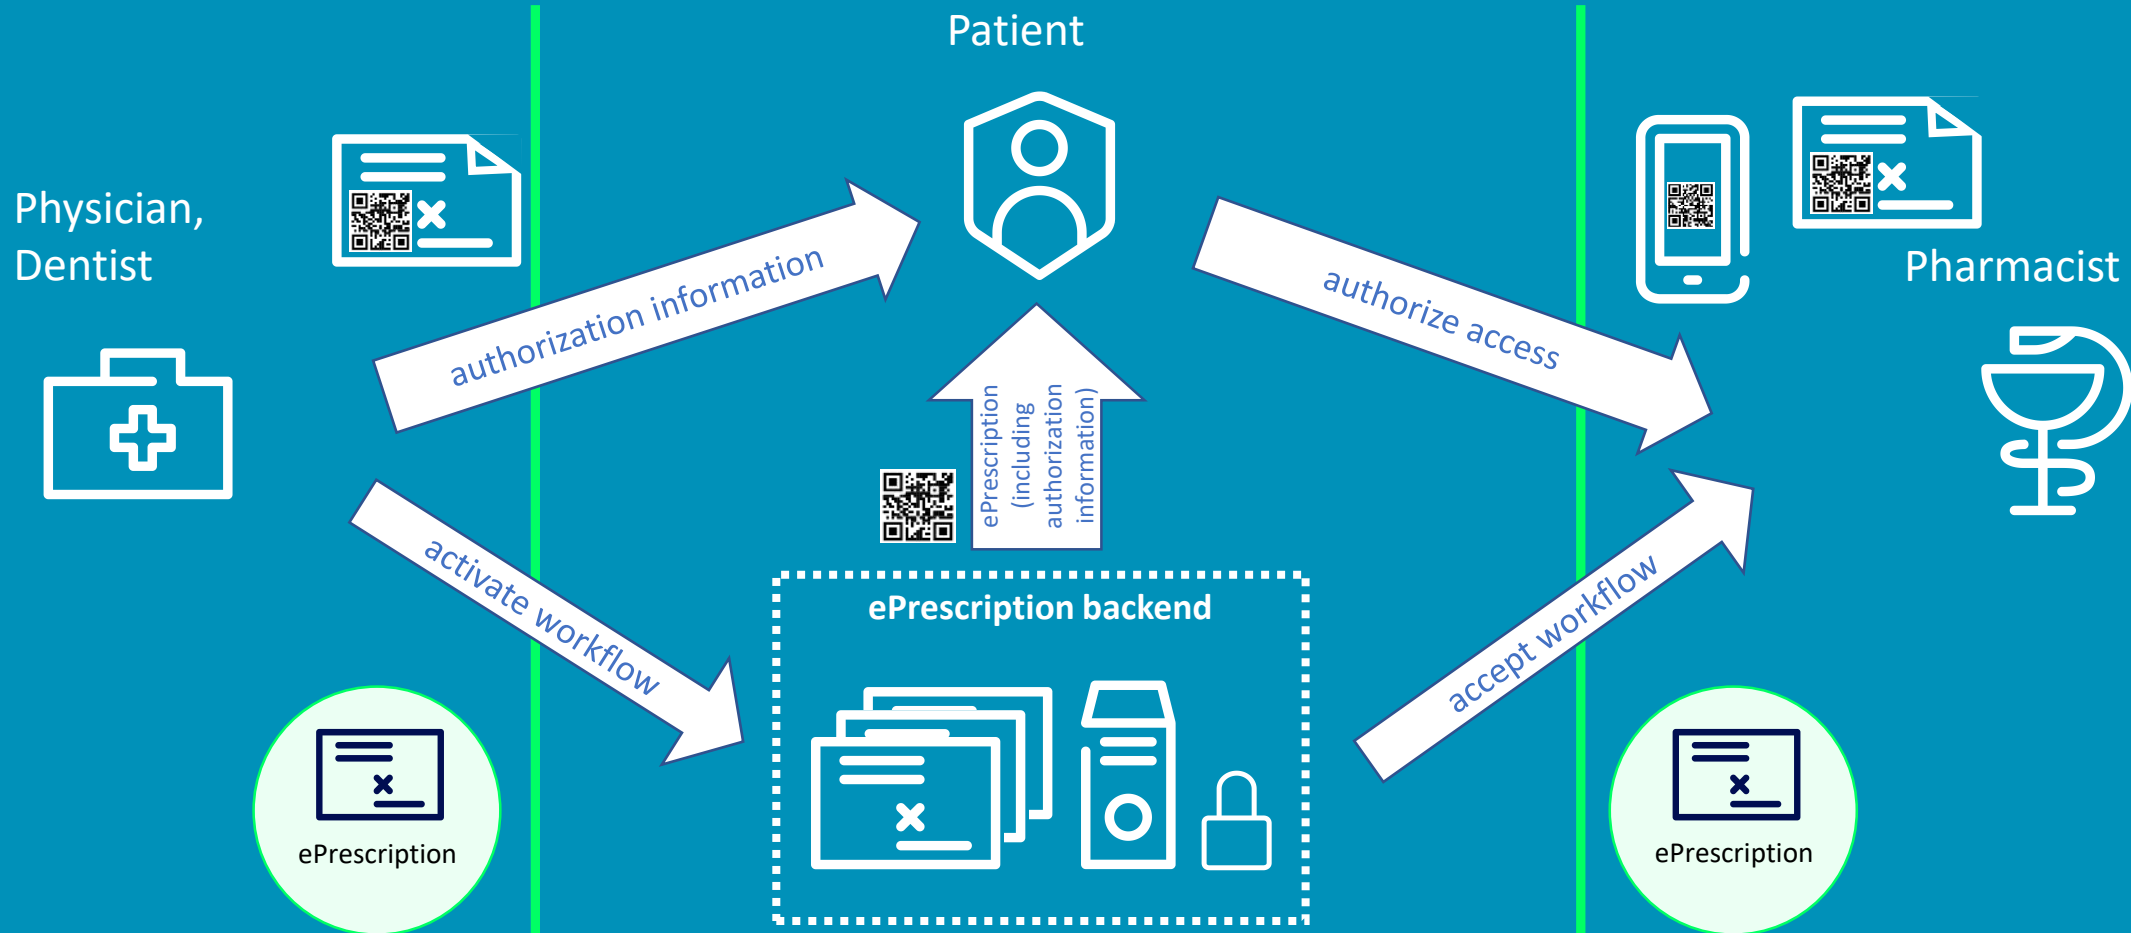 Patient
Physician,
Dentist
Pharmacist
authorization information
authorize access
ePrescription
(including
authorization
information)
activate workflow
ePrescription backend
accept workflow
ePrescription
ePrescription